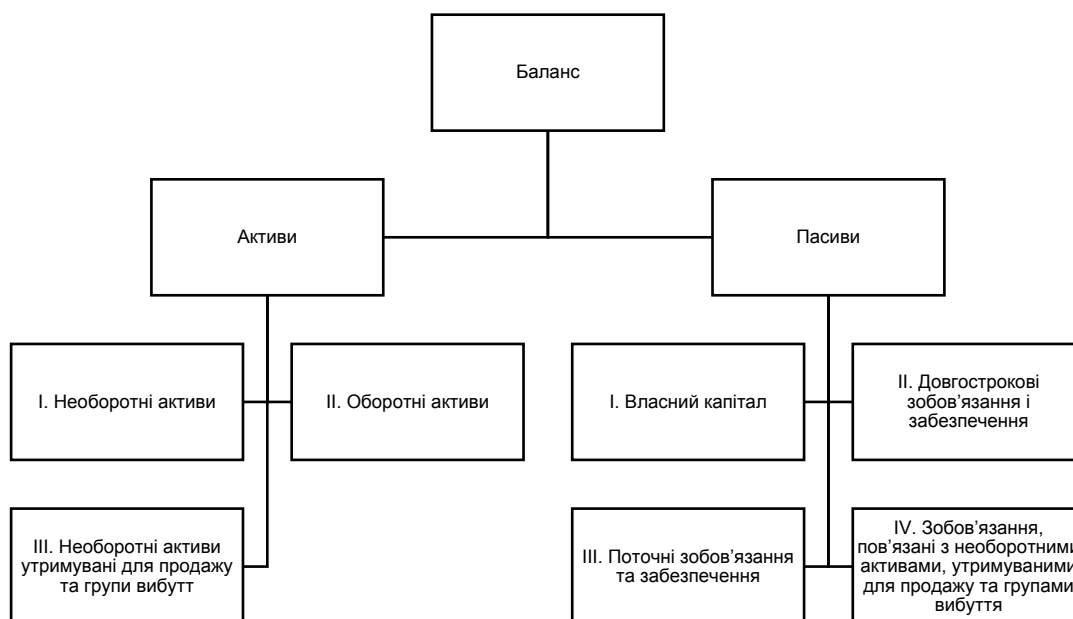 Баланс
Активи
Пасиви
I. Необоротні активи
II. Оборотні активи
I. Власний капітал
II. Довгострокові
зобов’язання і
забезпечення
III. Необоротні активи
утримувані для продажу
та групи вибутт
III. Поточні зобов’язання
та забезпечення
IV. Зобов’язання,
пов’язані з необоротними
активами, утримуваними
для продажу та групами
вибуття